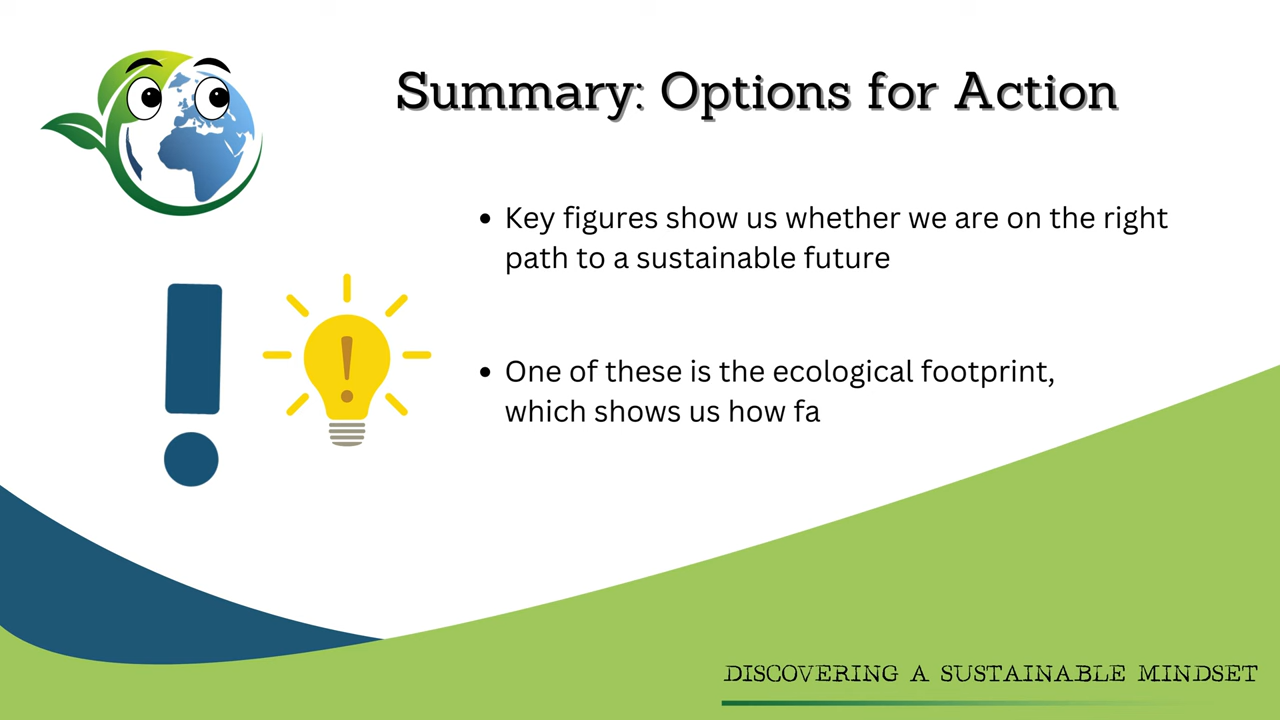 Summary: Options for Action
• Key figures show us whether we are on the right
path to a sustainable future
• One of these is the ecological footprint,
which shows us how fa
DISCOVERING A SUSTAINABLE MINDSET